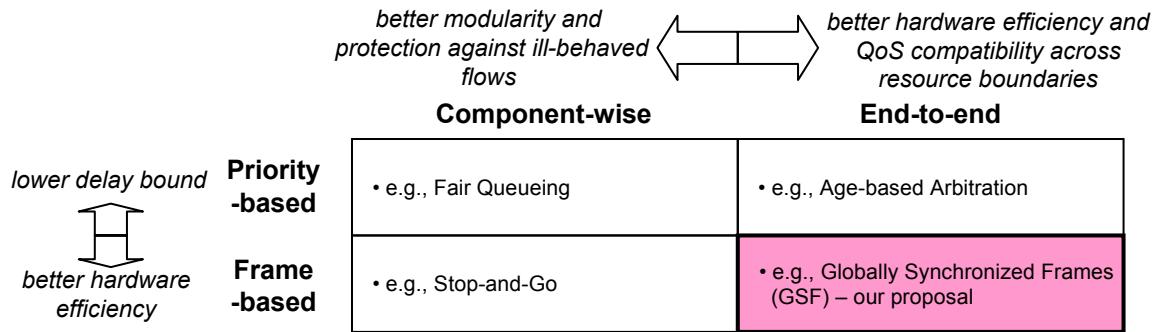 better modularity and
protection against ill-behaved
flows
better hardware efficiency and
QoS compatibility across
resource boundaries
Component-wise
End-to-end
lower delay bound
better hardware
efficiency
Priority
-based
• e.g., Fair Queueing
• e.g., Age-based Arbitration
Frame
-based
• e.g., Stop-and-Go
• e.g., Globally Synchronized Frames
(GSF) – our proposal